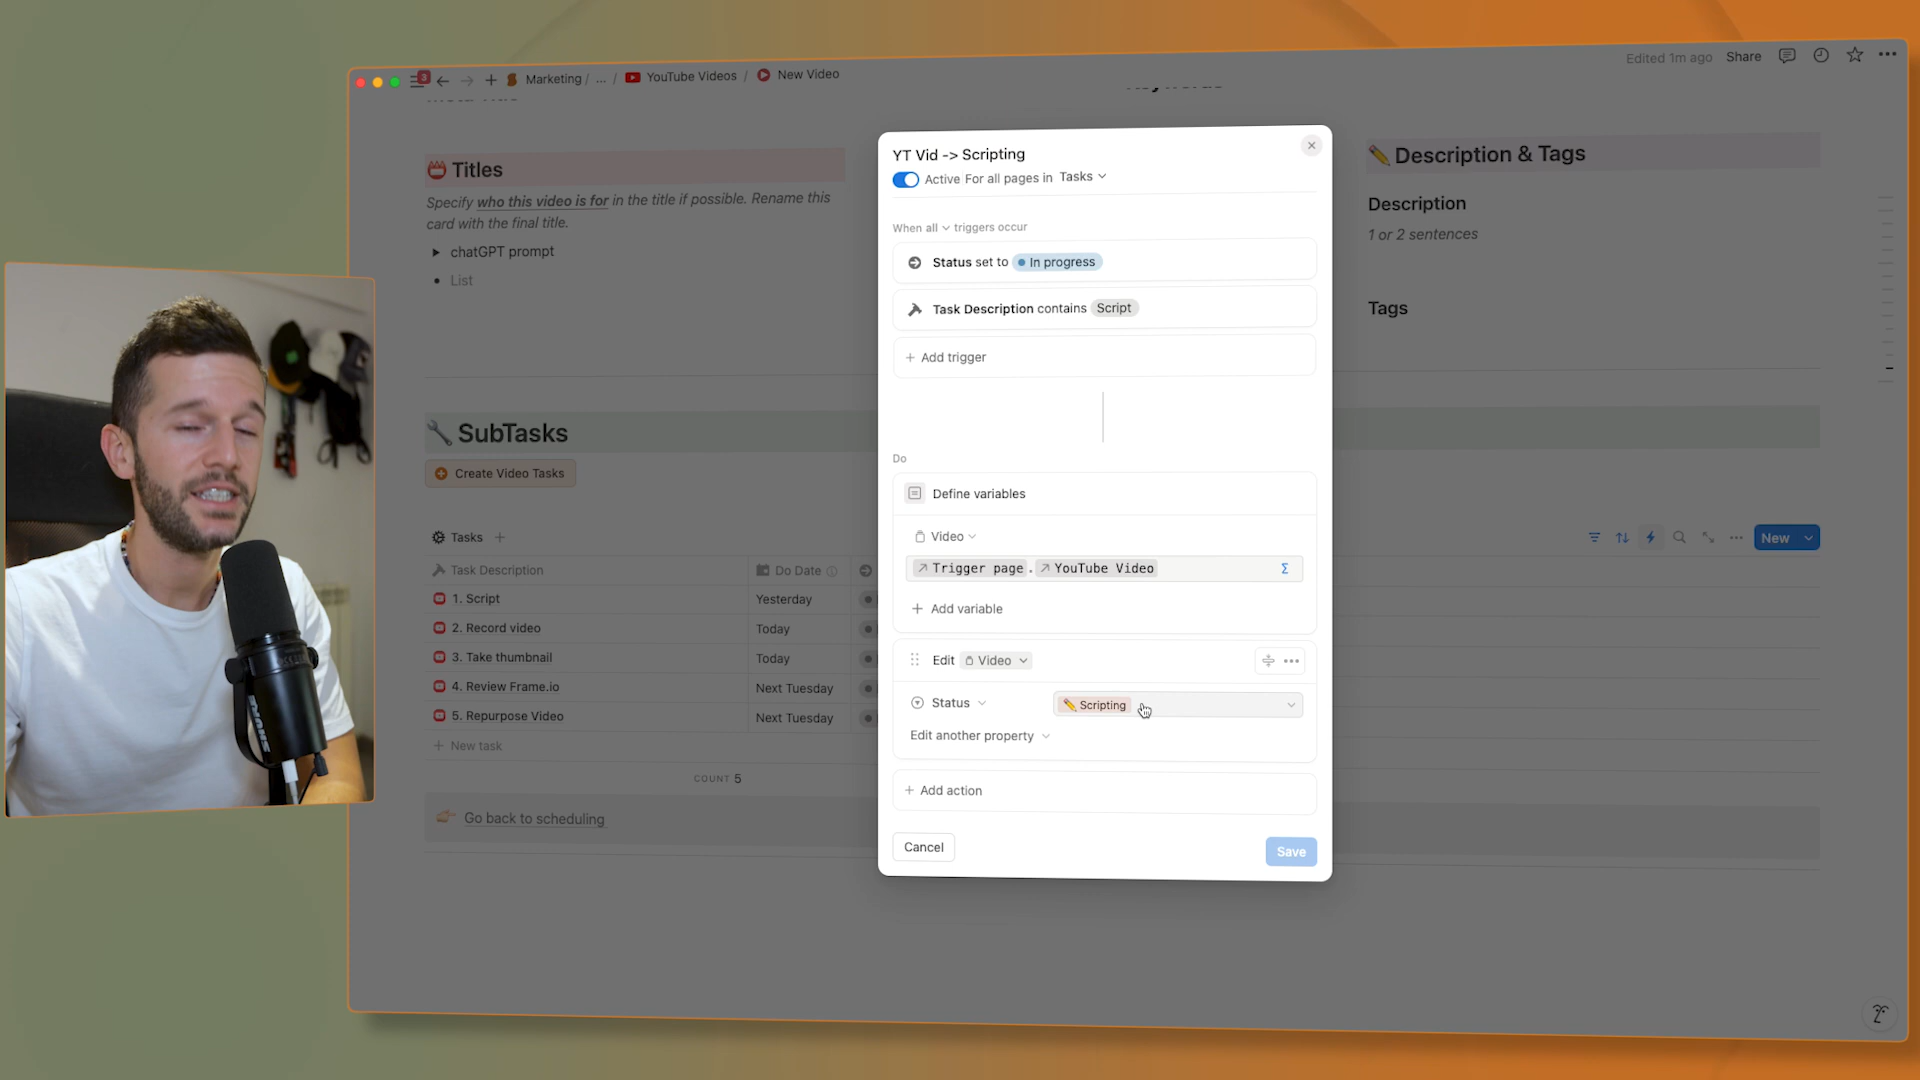 3
Marketing / ... / YouTube Videos / New Video
Edited 1m ago Share
Titles
Specify who this video is for in the title if possible. Rename this
card with the final title.
chatGPT prompt
List
SubTasks
Create Video Tasks
Tasks
Task Description
Do Date
1. Script
Yesterday
2. Record video
Today
3. Take thumbnail
Today
4. Review Frame.io
Next Tuesday
5. Repurpose Video
Next Tuesday
New task
COUNT 5
Go back to scheduling
YT Vid -> Scripting
Active For all pages in Tasks
When all triggers occur
Status set to In progress
Task Description contains Script
Add trigger
Do
Define variables
Video
Trigger page . YouTube Video
Σ
Add variable
Edit Video
Status
Scripting
Edit another property
Add action
Cancel
Save
Description & Tags
Description
1 or 2 sentences
Tags
New
SHURE